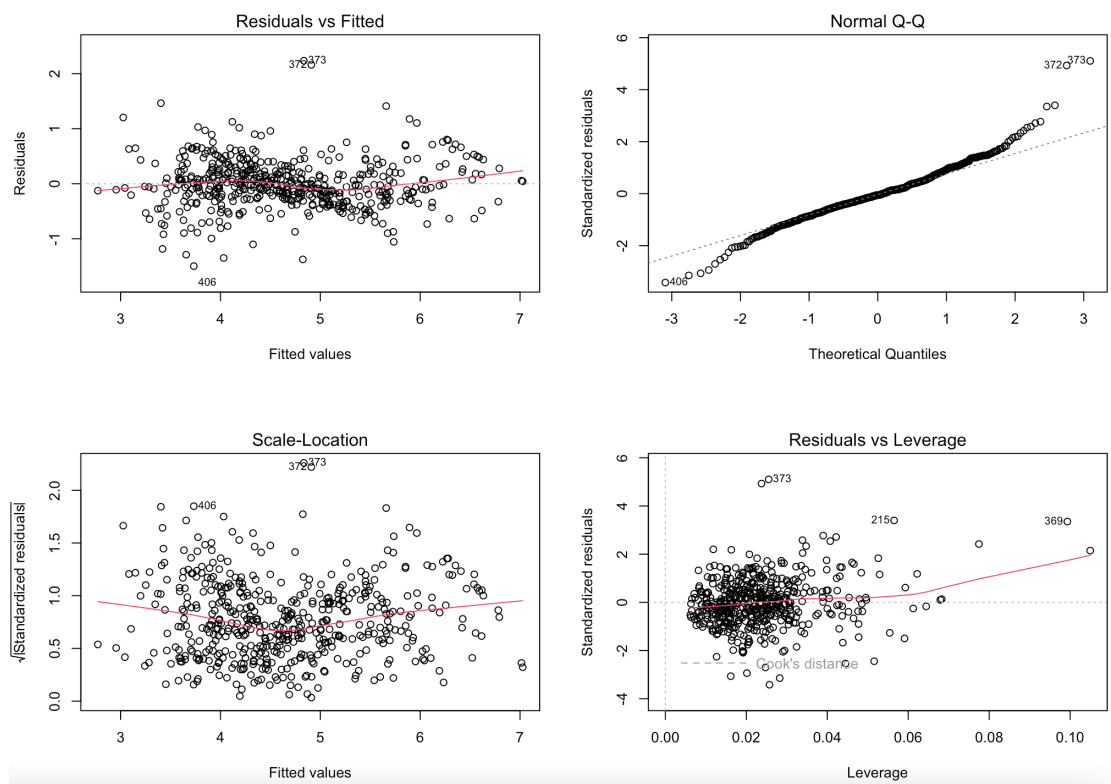 Residuals vs Fitted
Residuals
2
1
0
-1
372
373
406
3 4 5 6 7
Fitted values
Normal Q-Q
Standardized residuals
6
4
2
0
-2
372
373
406
-3 -2 -1 0 1 2 3
Theoretical Quantiles
Scale-Location
√|Standardized residuals|
2.0
1.5
1.0
0.5
0.0
372
373
406
3 4 5 6 7
Fitted values
Residuals vs Leverage
Standardized residuals
6
4
2
0
-2
-4
373
215
369
Cook's distance
0.00 0.02 0.04 0.06 0.08 0.10
Leverage